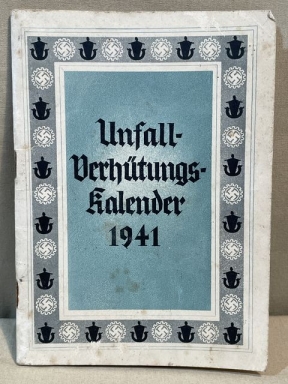 Unfall-
Verhütungs-
Kalender
1941